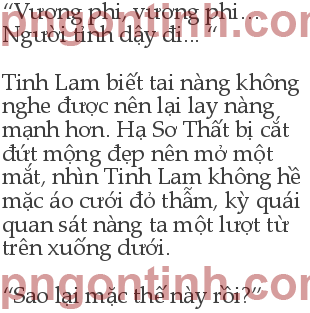 “Vương phi, vương phi…
Người tỉnh dậy đi... “
Tinh Lam biết tai nàng không
nghe được nên lại lay nàng
mạnh hơn. Hạ Sơ Thất bị cắt
đứt mộng đẹp nên mở một
mắt, nhìn Tinh Lam không hề
mặc áo cưới đỏ thẫm, kỳ quái
quan sát nàng ta một lượt từ
trên xuống dưới.
“Sao lại mặc thế này rồi?”
pngontinh.com
pngontinh.com